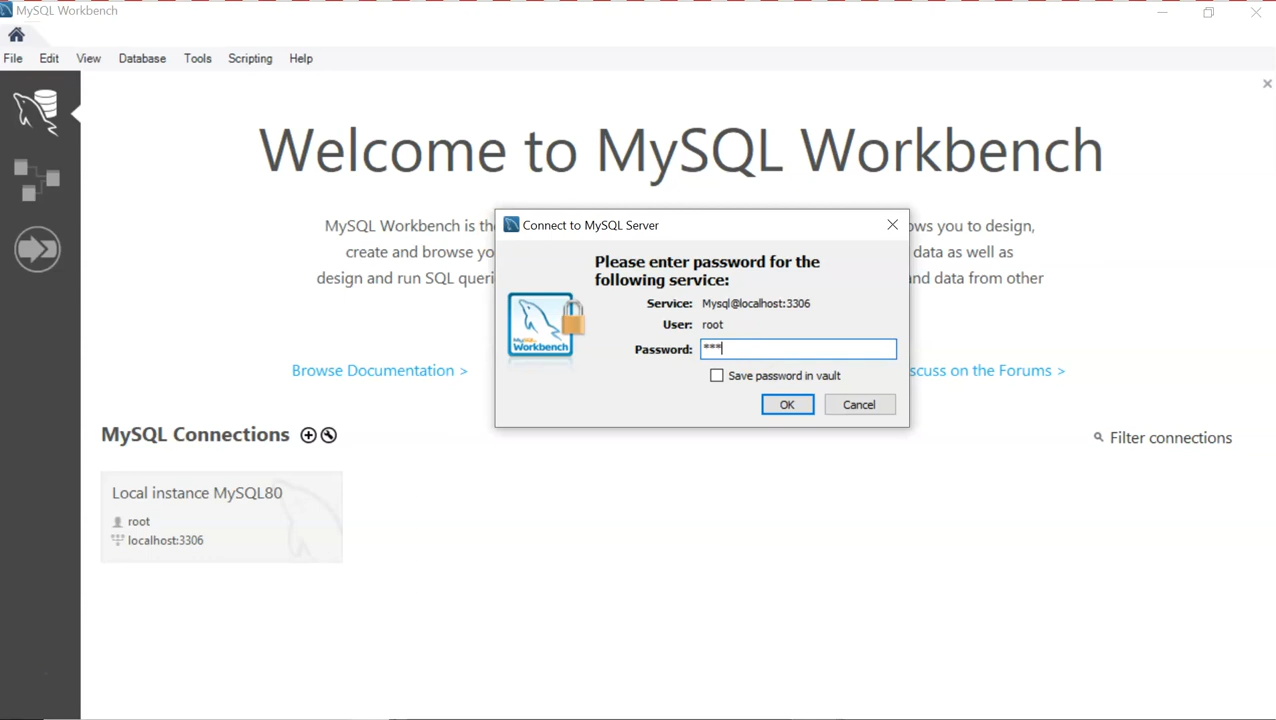 MySQL Workbench
File Edit View Database Tools Scripting Help
Welcome to MySQL Workbench
MySQL Workbench is the
ows you to design,
create and browse yo
data as well as
design and run SQL queri
nd data from other
Browse Documentation >
scuss on the Forums >
Connect to MySQL Server
Please enter password for the
following service:
Service: Mysql@localhost:3306
User: root
Password: ***
MySQL
Workbench
Save password in vault
OK Cancel
MySQL Connections
Filter connections
Local instance MySQL80
root
localhost:3306